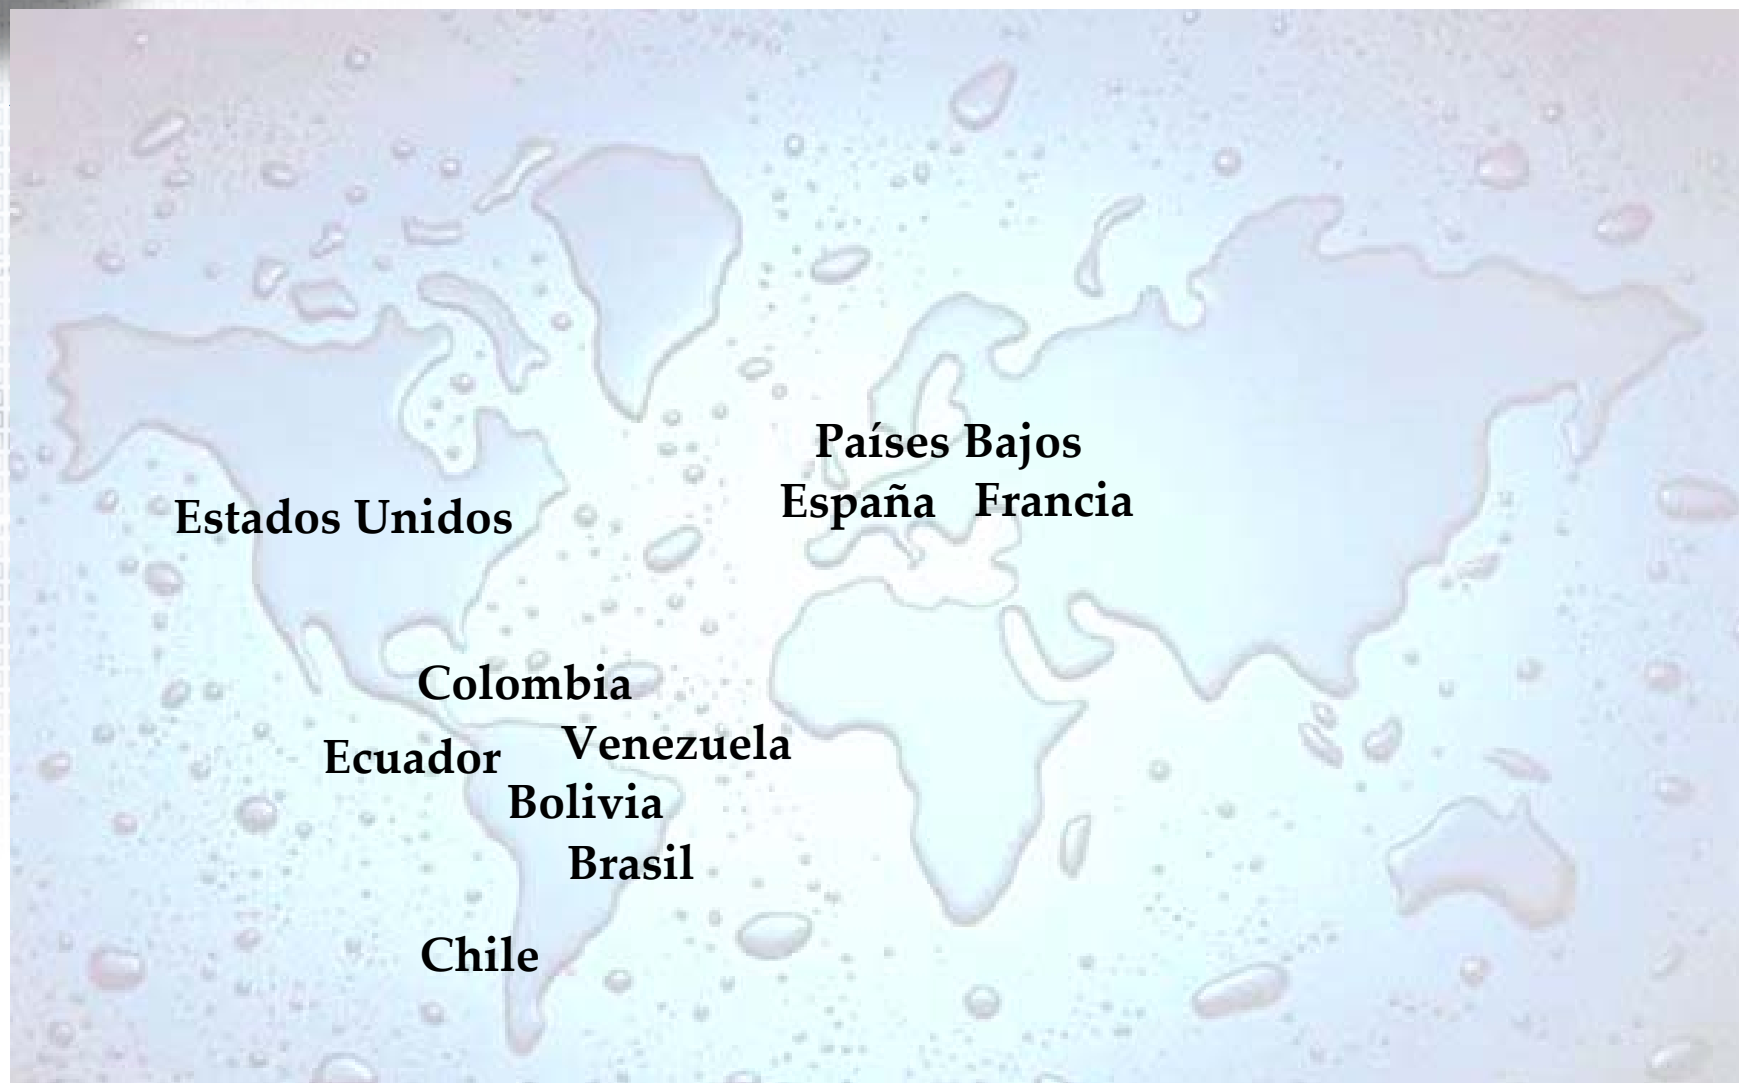 Países Bajos
España Francia
Estados Unidos
Colombia
Venezuela
Ecuador
Bolivia
Brasil
Chile